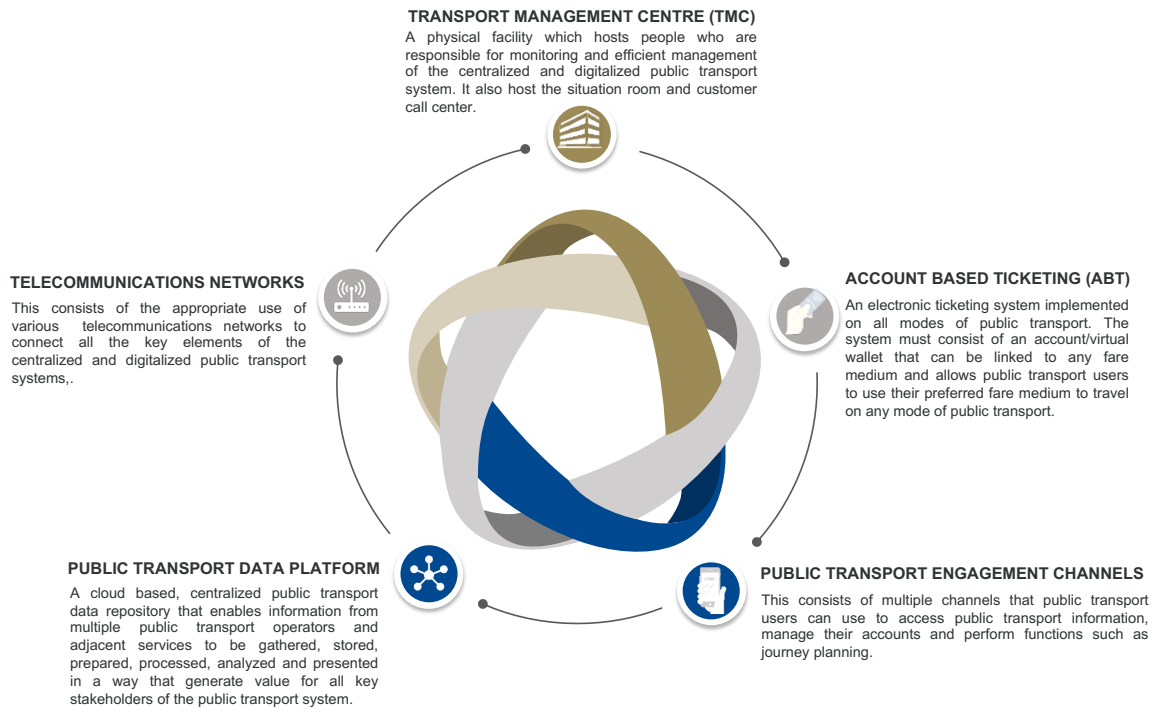 TRANSPORT MANAGEMENT CENTRE (TMC)
A physical facility which hosts people who are
responsible for monitoring and efficient management
of the centralized and digitalized public transport
system. It also host the situation room and customer
call center.
TELECOMMUNICATIONS NETWORKS
This consists of the appropriate use of
various telecommunications networks to
connect all the key elements of the
centralized and digitalized public transport
systems,.
ACCOUNT BASED TICKETING (ABT)
An electronic ticketing system implemented
on all modes of public transport. The
system must consist of an account/virtual
wallet that can be linked to any fare
medium and allows public transport users
to use their preferred fare medium to travel
on any mode of public transport.
PUBLIC TRANSPORT DATA PLATFORM
A cloud based, centralized public transport
data repository that enables information from
multiple public transport operators and
adjacent services to be gathered, stored,
prepared, processed, analyzed and presented
in a way that generate value for all key
stakeholders of the public transport system.
PUBLIC TRANSPORT ENGAGEMENT CHANNELS
This consists of multiple channels that public transport
users can use to access public transport information,
manage their accounts and perform functions such as
journey planning.